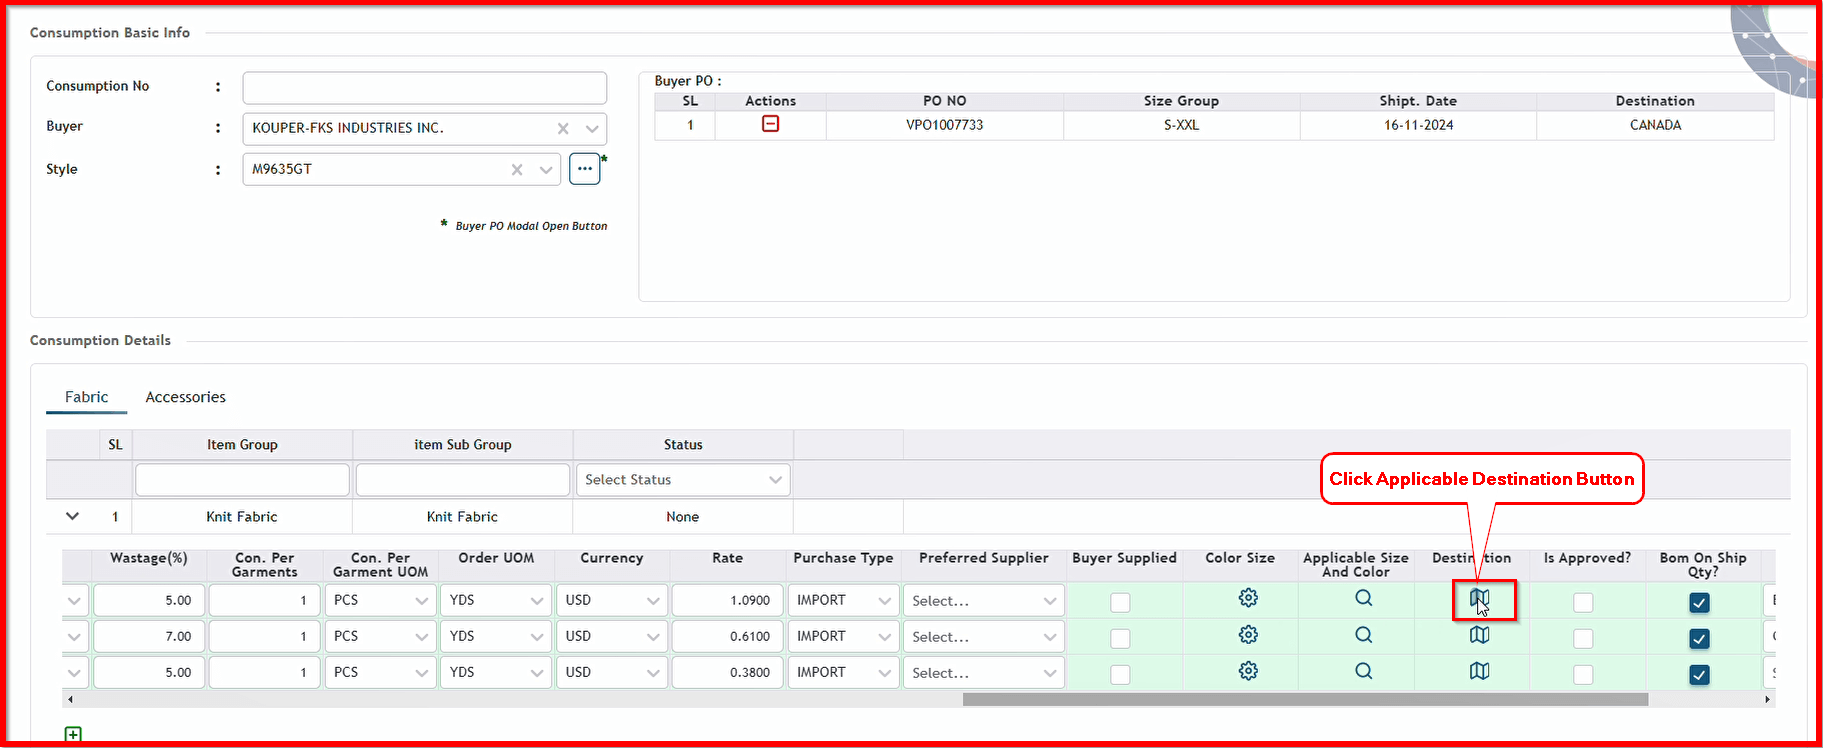 Consumption Basic Info
Consumption No :
Buyer : KOUPER-FKS INDUSTRIES INC.
Style : M9635GT ... *
* Buyer PO Modal Open Button
Buyer PO :
SL Actions PO NO Size Group Shipt. Date Destination
1 VPO1007733 S-XXL 16-11-2024 CANADA
Consumption Details
Fabric Accessories
SL Item Group item Sub Group Status
Select Status
1 Knit Fabric Knit Fabric None
Click Applicable Destination Button
Wastage(%) Con. Per Garments Con. Per Garment UOM Order UOM Currency Rate Purchase Type Preferred Supplier Buyer Supplied Color Size Applicable Size And Color Destination Is Approved? Bom On Ship Qty?
5.00 1 PCS YDS USD 1.0900 IMPORT Select...
7.00 1 PCS YDS USD 0.6100 IMPORT Select...
5.00 1 PCS YDS USD 0.3800 IMPORT Select...